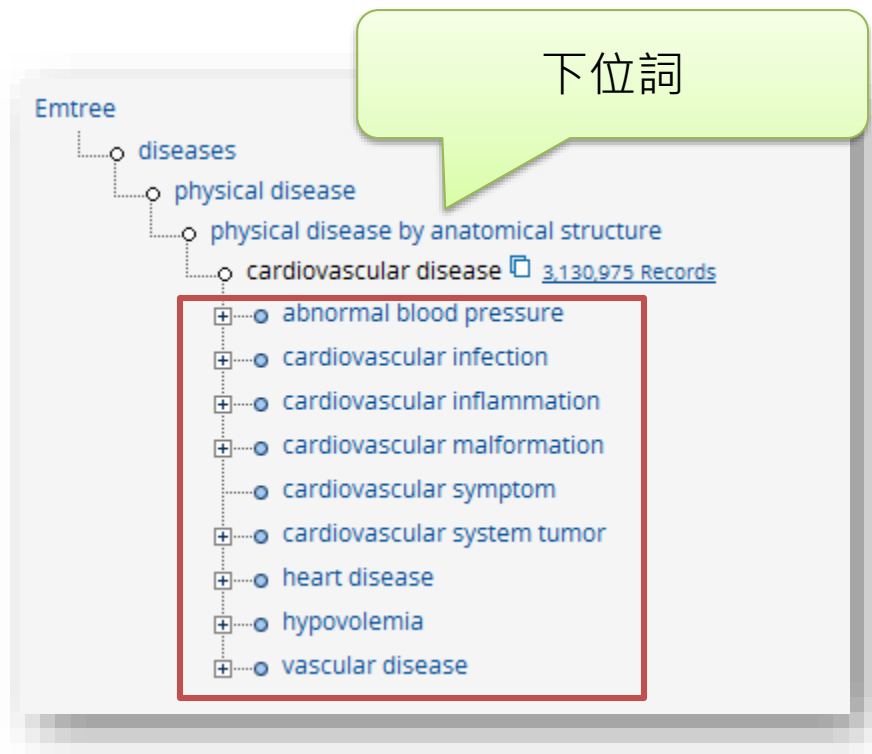 下位詞
Emtree
diseases
physical disease
physical disease by anatomical structure
cardiovascular disease 3,130,975 Records
abnormal blood pressure
cardiovascular infection
cardiovascular inflammation
cardiovascular malformation
cardiovascular symptom
cardiovascular system tumor
heart disease
hypovolemia
vascular disease